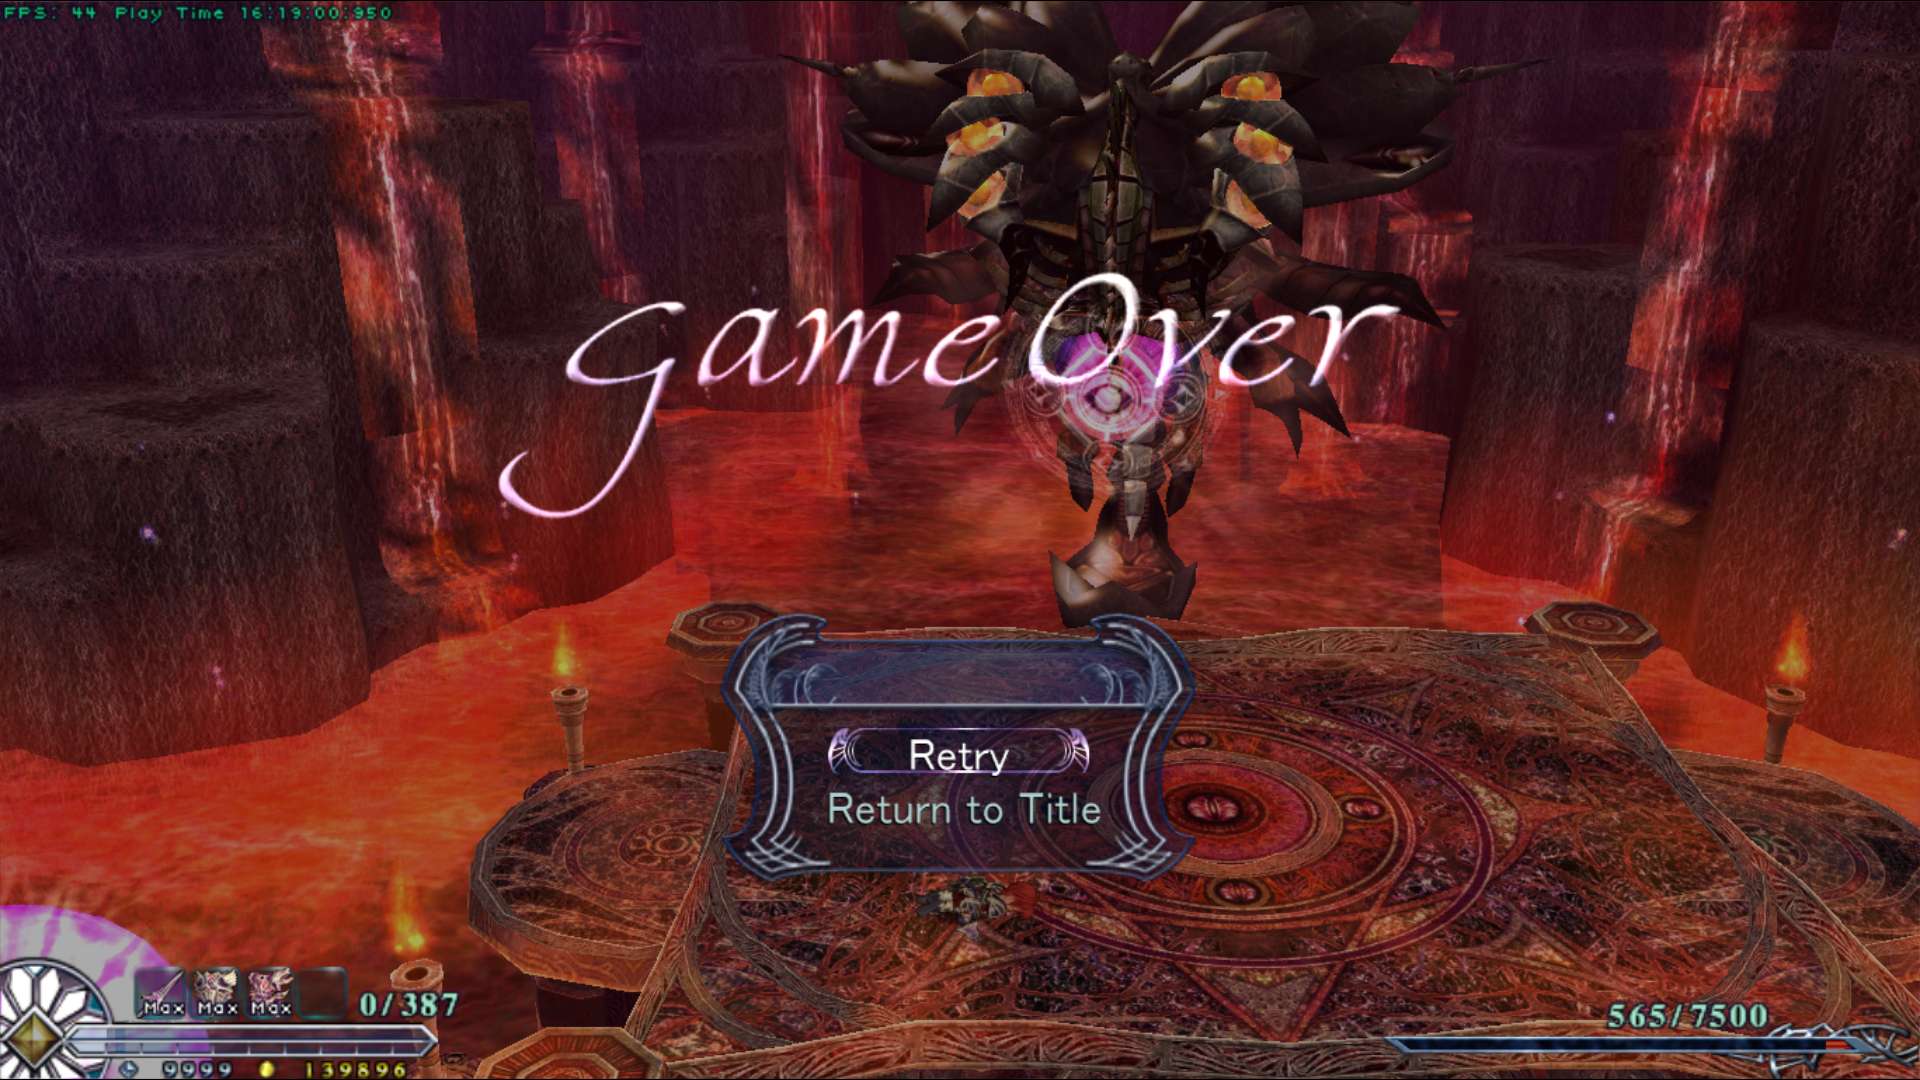 FPS: 44 Play Time 16:19:00:950
Game Over
Retry
Return to Title
Max Max Max
0/387
565/7500
9999 139896